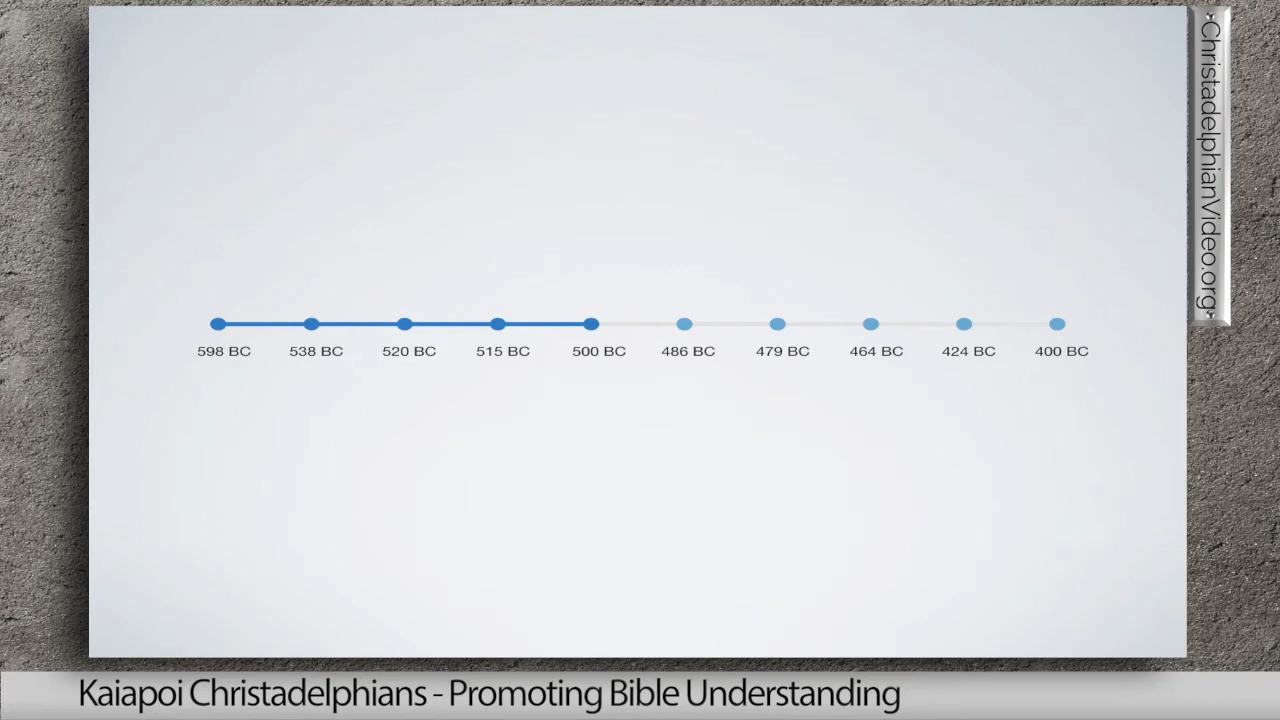 598 BC 538 BC 520 BC 515 BC 500 BC 486 BC 479 BC 464 BC 424 BC 400 BC
ChristadelphianVideo.org
Kaiapoi Christadelphians - Promoting Bible Understanding